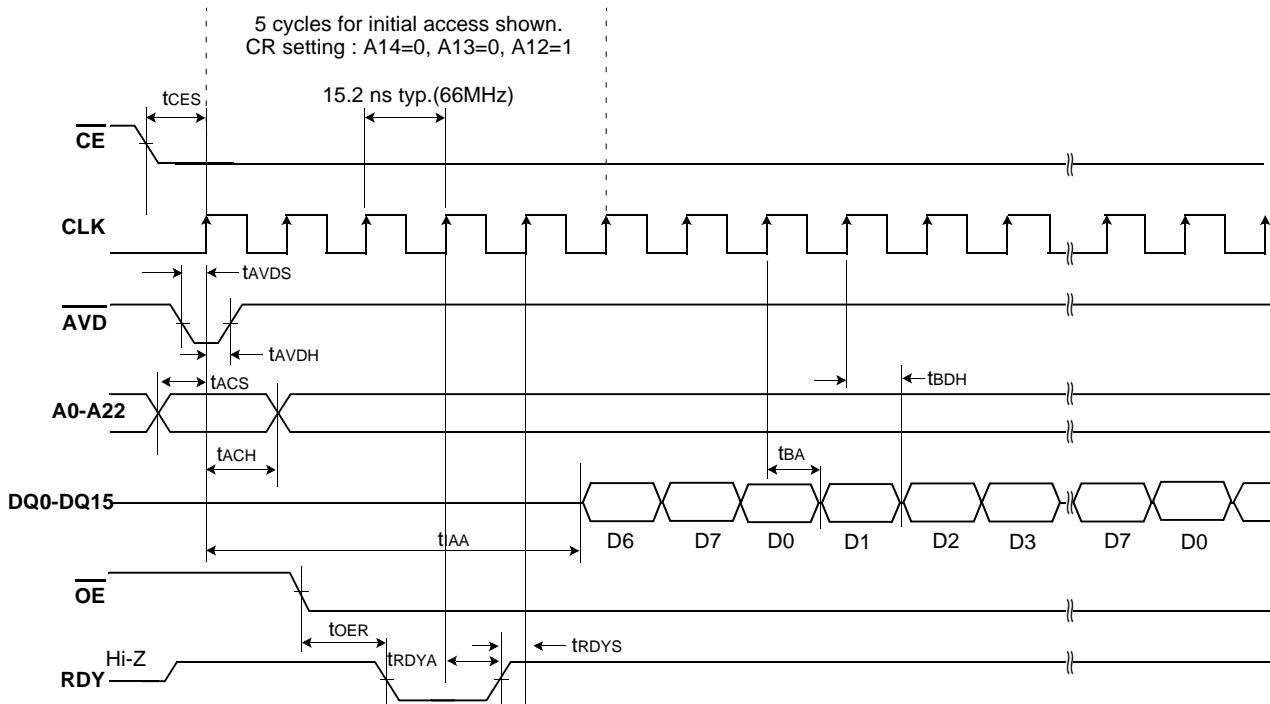 5 cycles for initial access shown.
CR setting : A14=0, A13=0, A12=1
15.2 ns typ.(66MHz)
tCES
CE
CLK
tAVDS
AVD
tAVDH
tACS
tBDH
A0-A22
tACH
tBA
DQ0-DQ15
tIAA
D6 D7 D0 D1 D2 D3 D7 D0
OE
tOER
tRDYS
Hi-Z
tRDYA
RDY